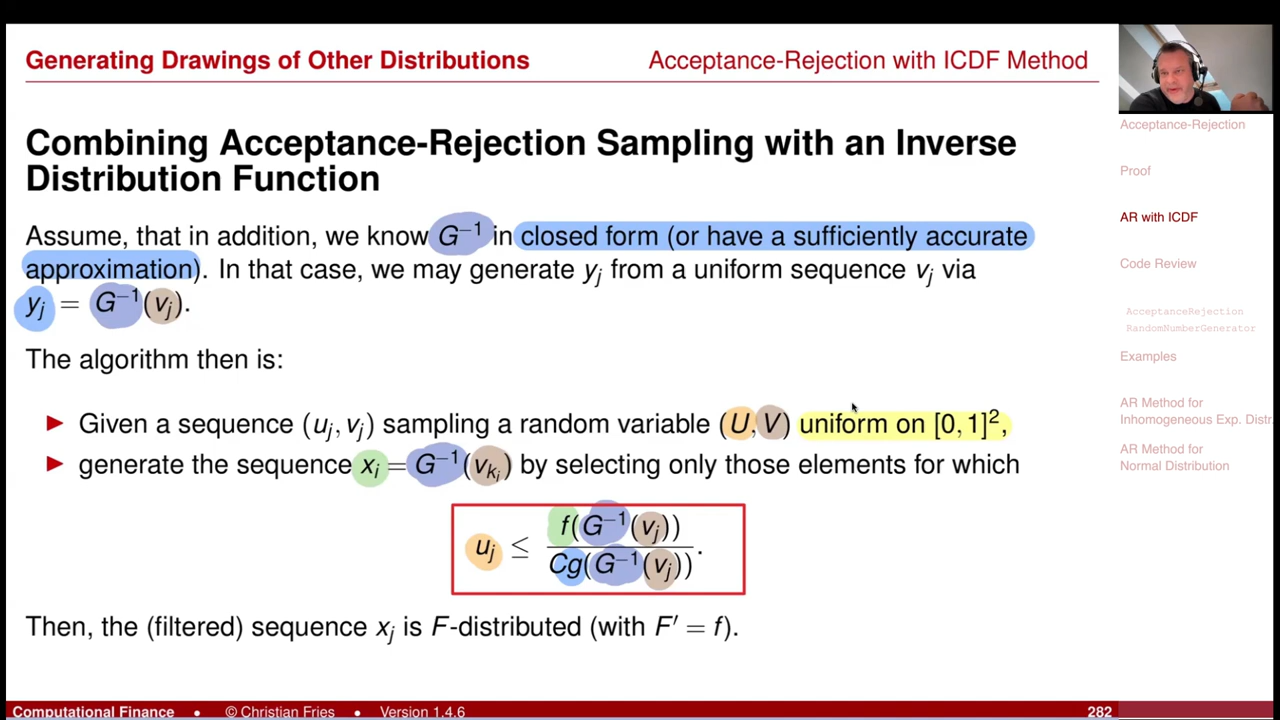 Generating Drawings of Other Distributions
Acceptance-Rejection with ICDF Method
Combining Acceptance-Rejection Sampling with an Inverse
Distribution Function
Assume, that in addition, we know G⁻¹ in closed form (or have a sufficiently accurate
approximation). In that case, we may generate yⱼ from a uniform sequence vⱼ via
yⱼ = G⁻¹(vⱼ).
The algorithm then is:
► Given a sequence (uⱼ, vⱼ) sampling a random variable (U, V) uniform on [0, 1]²,
► generate the sequence xᵢ = G⁻¹(v_{kᵢ}) by selecting only those elements for which
uⱼ ≤ f(G⁻¹(vⱼ)) / Cg(G⁻¹(vⱼ)).
Then, the (filtered) sequence xⱼ is F-distributed (with F′ = f).
Acceptance-Rejection
Proof
AR with ICDF
Code Review
AcceptanceRejection
RandomNumberGenerator
Examples
AR Method for
Inhomogeneous Exp. Distr.
AR Method for
Normal Distribution
Computational Finance • © Christian Fries • Version 1.4.6
282